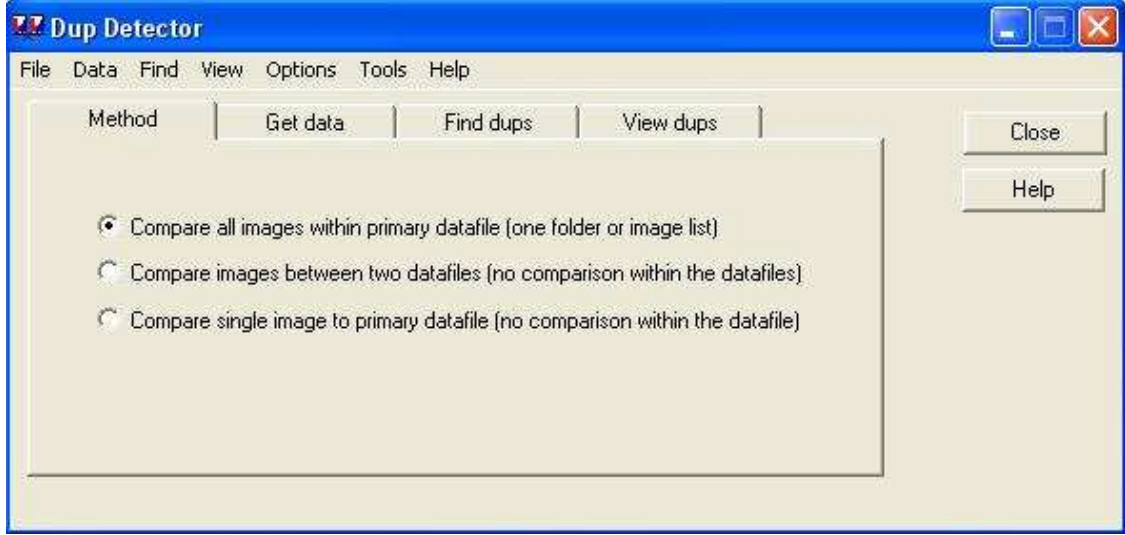 Dup Detector
File Data Find View Options Tools Help
Method Get data Find dups View dups
Close
Help
Compare all images within primary datafile (one folder or image list)
Compare images between two datafiles (no comparison within the datafiles)
Compare single image to primary datafile (no comparison within the datafile)